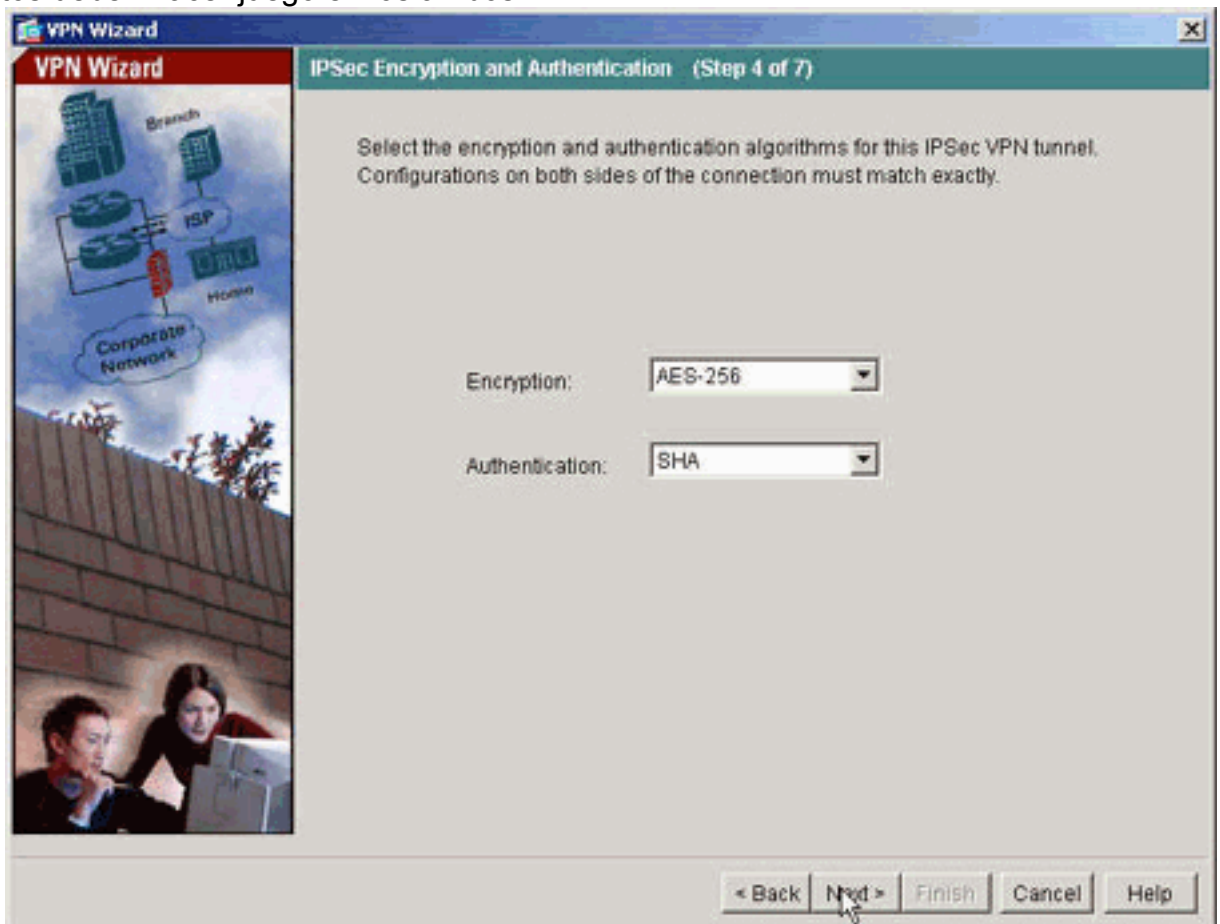 VPN Wizard
VPN Wizard
IPSec Encryption and Authentication (Step 4 of 7)
Branch
ISP
Home
Corporate
Network
Select the encryption and authentication algorithms for this IPSec VPN tunnel.
Configurations on both sides of the connection must match exactly.
Encryption: AES-256
Authentication: SHA
< Back Next > Finish Cancel Help